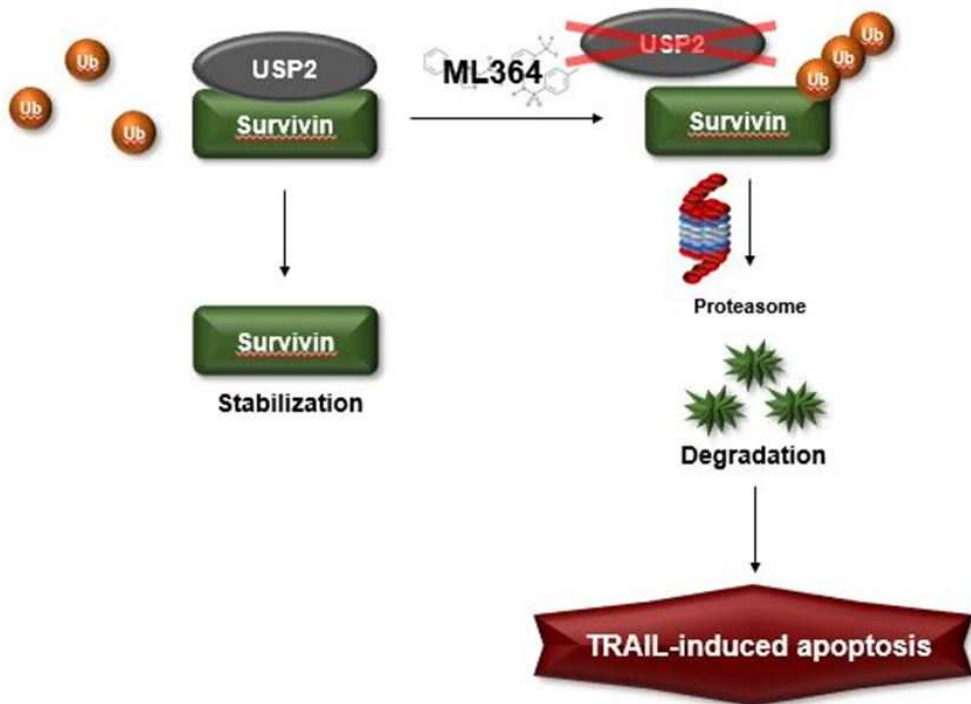 Ub
Ub
Ub
USP2
Survivin
ML364
USP2
Ub
Ub
Ub
Survivin
Proteasome
Survivin
Stabilization
Degradation
TRAIL-induced apoptosis